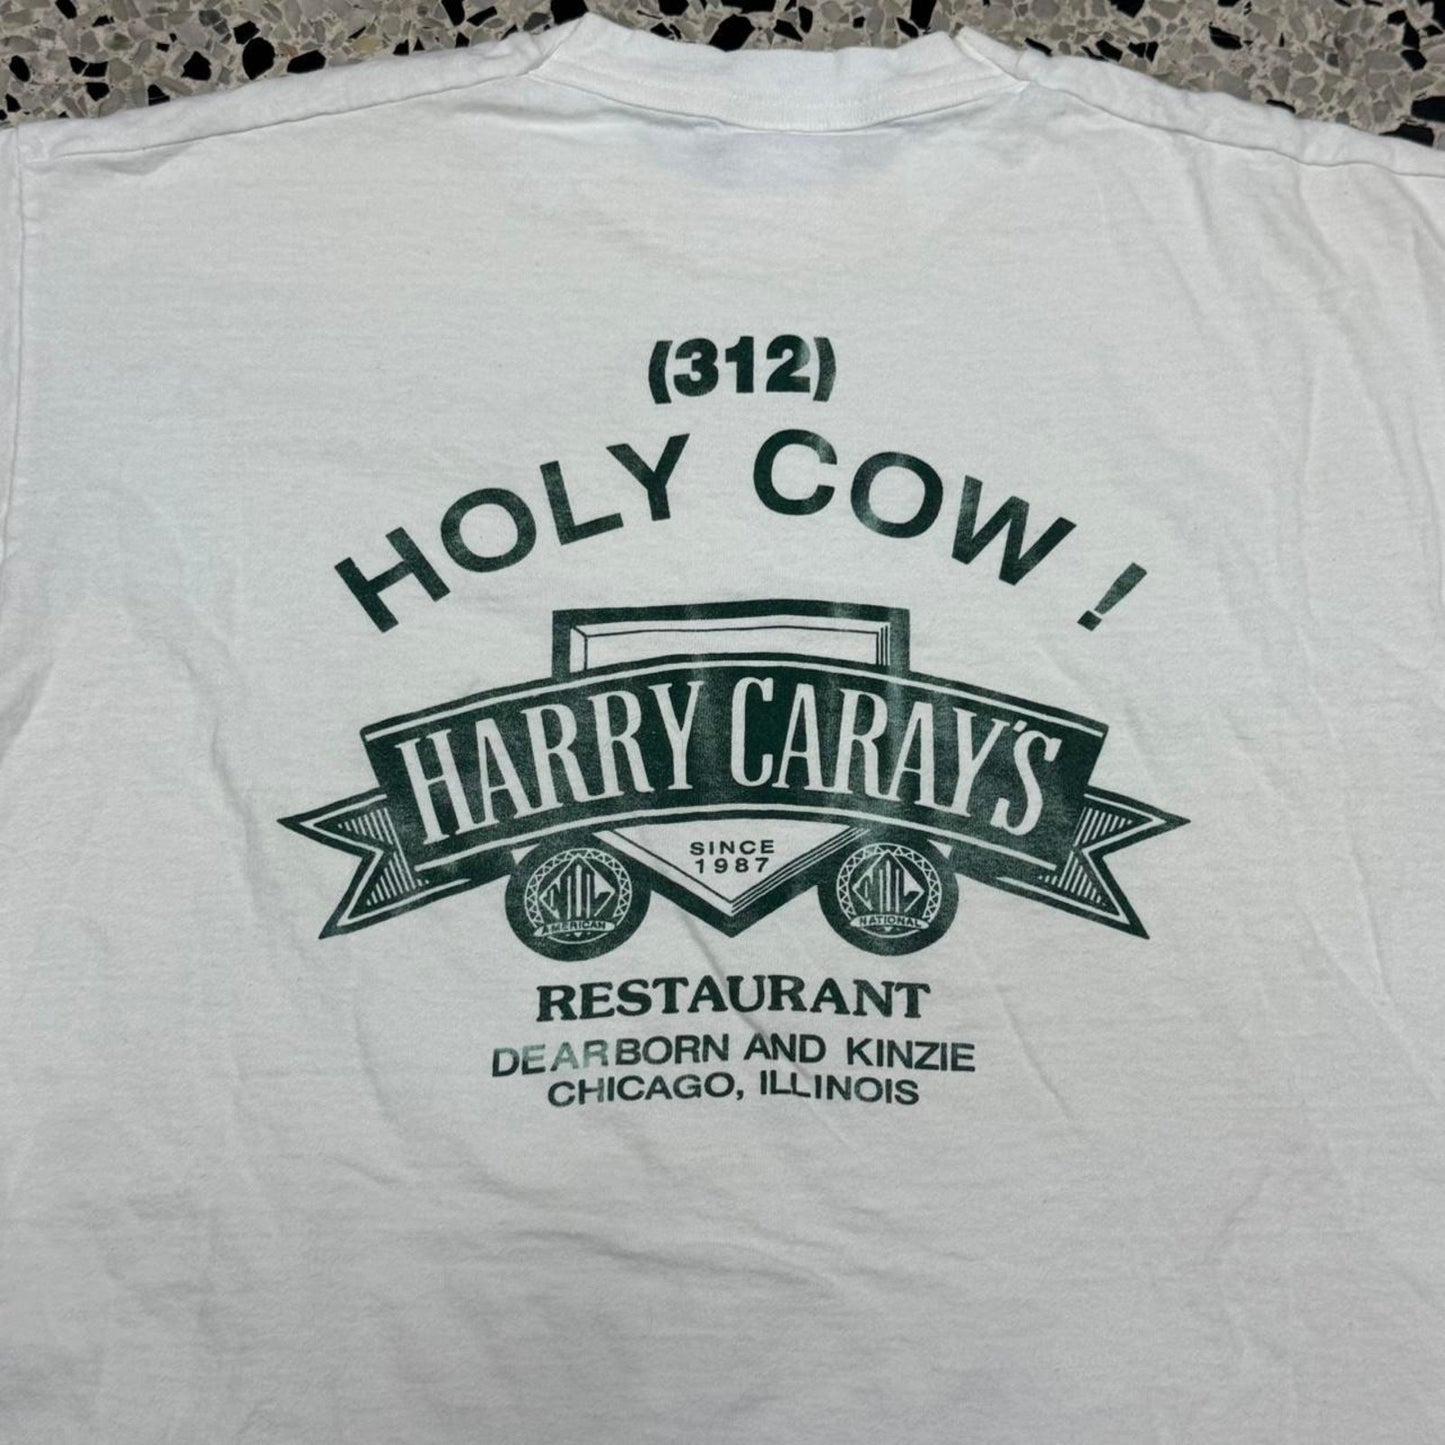 (312)
HOLY COW !
HARRY CARAY'S
SINCE
1987
AMERICAN
NATIONAL
RESTAURANT
DEARBORN AND KINZIE
CHICAGO, ILLINOIS